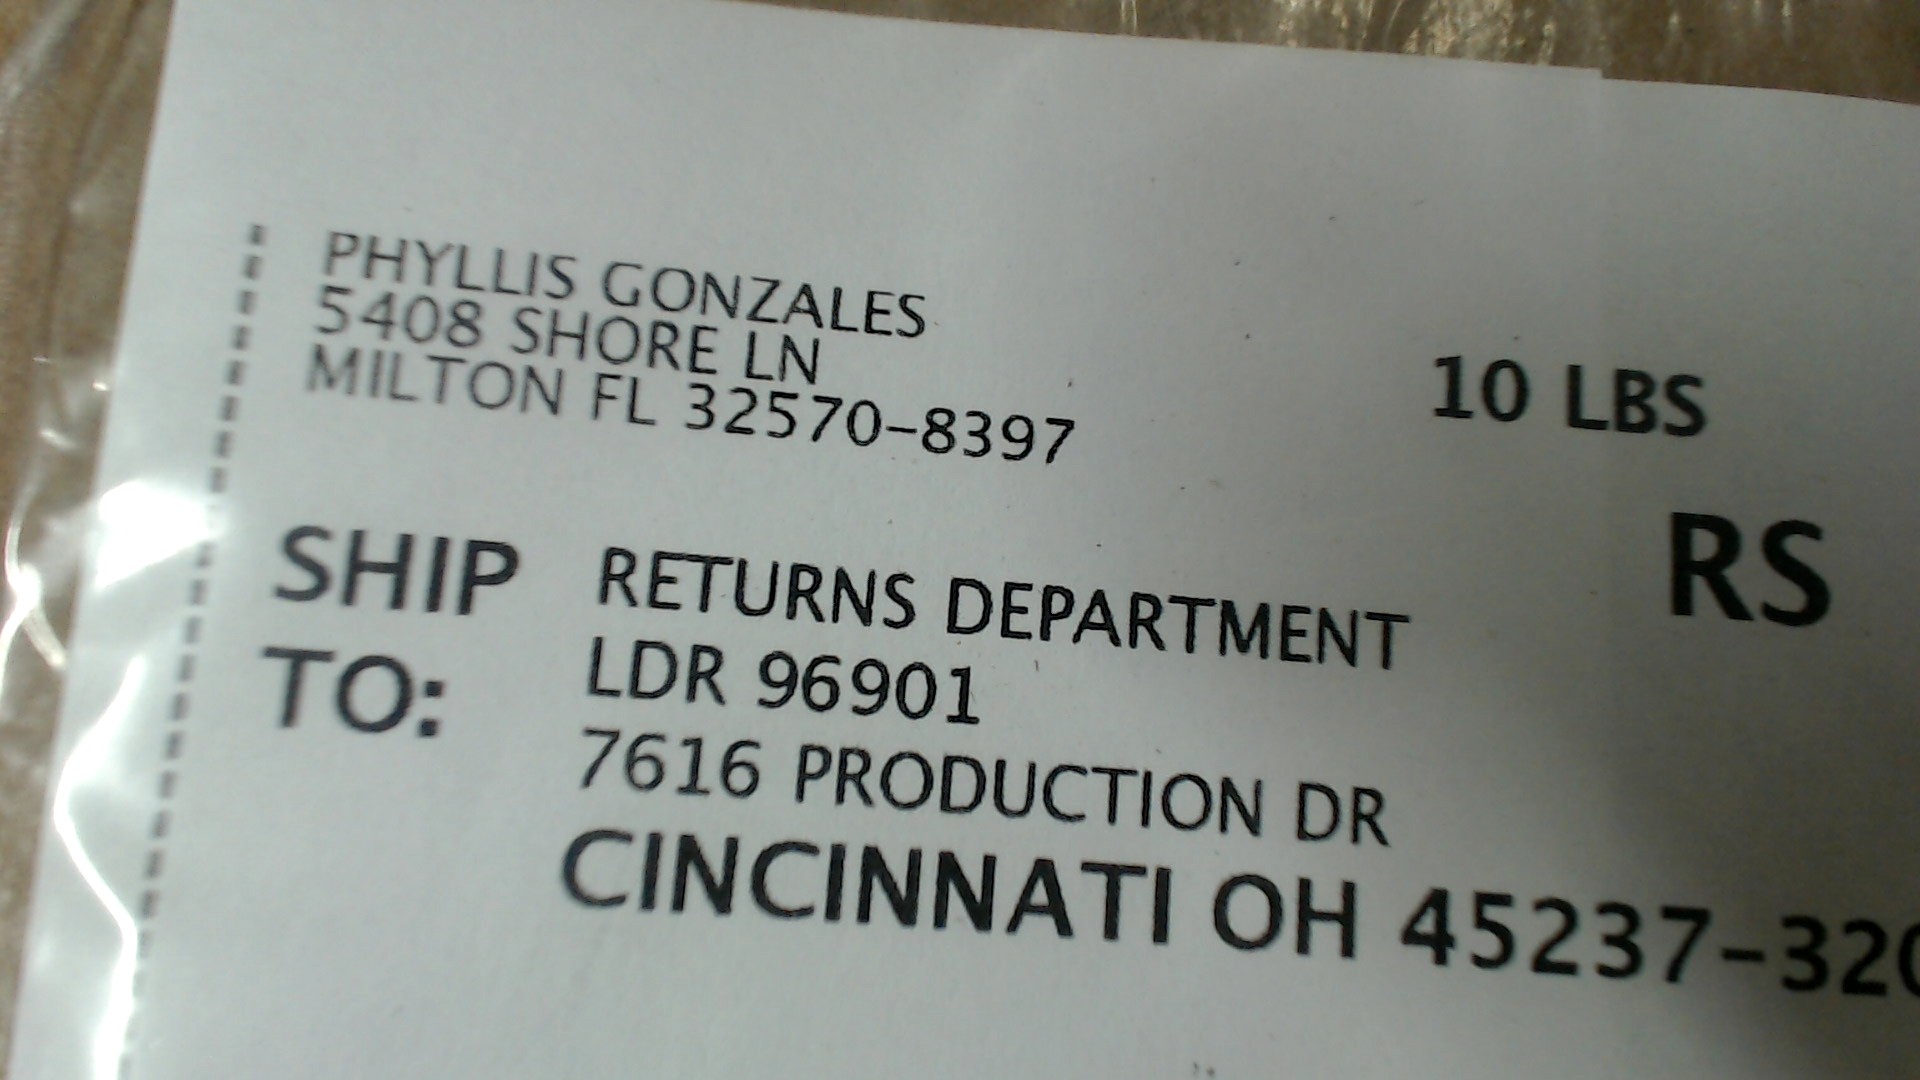 PHYLLIS GONZALES
5408 SHORE LN
MILTON FL 32570-8397
10 LBS
RS
SHIP TO:
RETURNS DEPARTMENT
LDR 96901
7616 PRODUCTION DR
CINCINNATI OH 45237-320